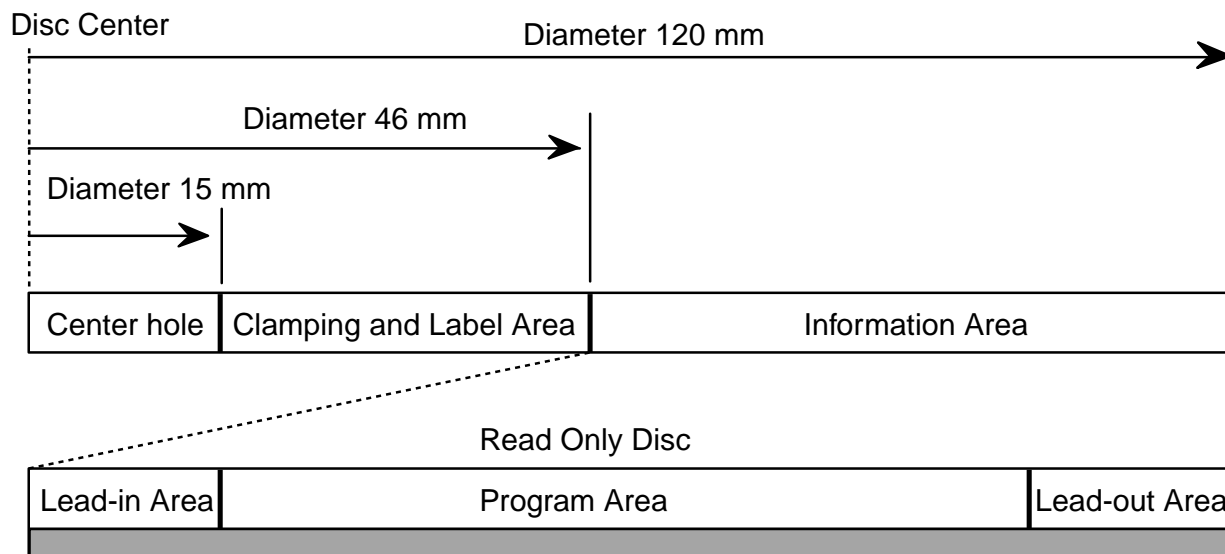 Disc Center
Diameter 120 mm
Diameter 46 mm
Diameter 15 mm
Center hole
Clamping and Label Area
Information Area
Read Only Disc
Lead-in Area
Program Area
Lead-out Area